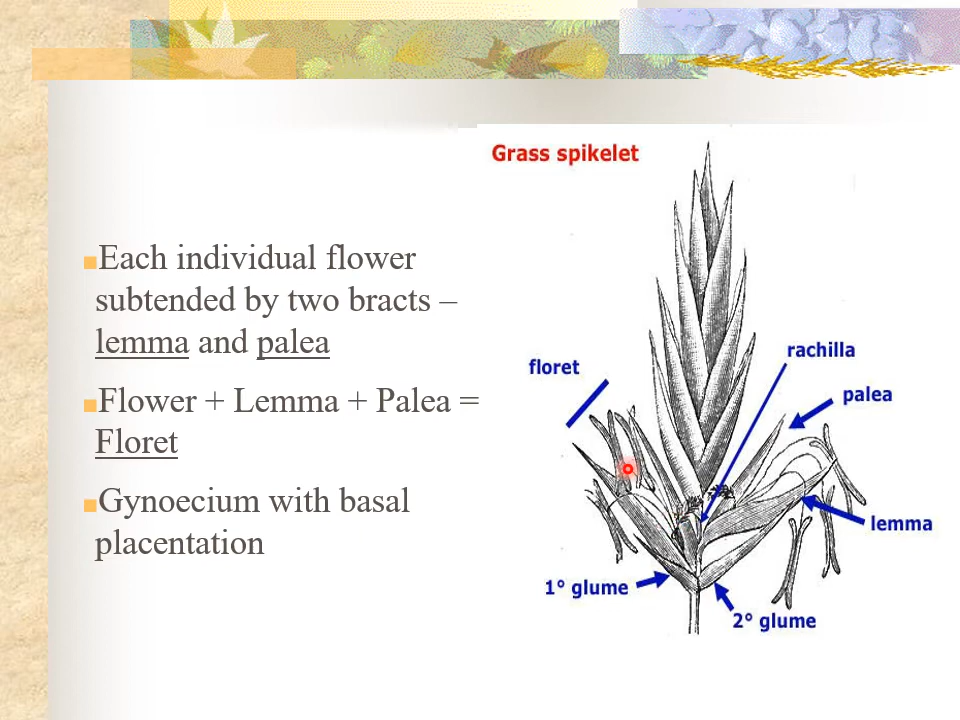 Grass spikelet
Each individual flower
subtended by two bracts –
lemma and palea
Flower + Lemma + Palea =
Floret
Gynoecium with basal
placentation
floret
rachilla
palea
lemma
1° glume
2° glume